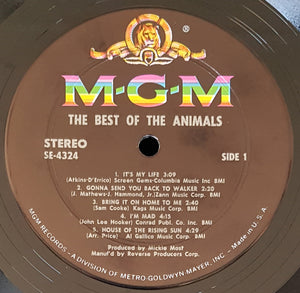 M-G-M
THE BEST OF THE ANIMALS
STEREO
SE-4324
SIDE 1
1. IT'S MY LIFE 3:09
(Atkins-D'Errico) Screen Gems-Columbia Music Inc BMI
2. GONNA SEND YOU BACK TO WALKER 2:20
(J. Mathews-J. Hammond, Jr.) Zann Music BMI
3. BRING IT ON HOME TO ME 2:40
(Sam Cooke) Kags Music Corp. BMI
4. I'M MAD 4:15
(John Lee Hooker) Conrad Publ. Co. Inc. BMI
5. HOUSE OF THE RISING SUN 4:29
(Arr. Price) Al Gallico Music Corp. BMI
Produced by Mickie Most
Manuf'd by Reverse Producers Corp.
MGM RECORDS - A DIVISION OF METRO-GOLDWYN-MAYER, INC. - Made in U.S.A.